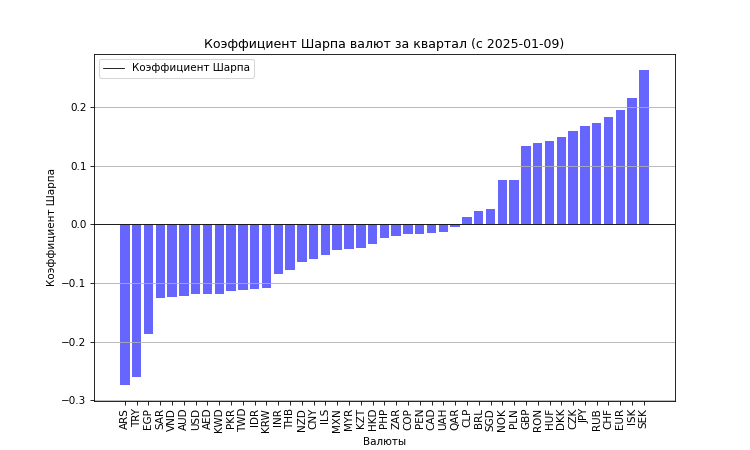 Коэффициент Шарпа валют за квартал (с 2025-01-09)
Коэффициент Шарпа
Коэффициент Шарпа
0.2
0.1
0.0
−0.1
−0.2
−0.3
ARS TRY EGP SAR VND AUD USD AED KWD PKR TWD IDR KRW INR THB NZD CNY ILS MXN MYR KZT HKD PHP ZAR COP PEN CAD UAH QAR CLP BRL SGD NOK PLN GBP RON HUF DKK CZK JPY RUB CHF EUR ISK SEK
Валюты